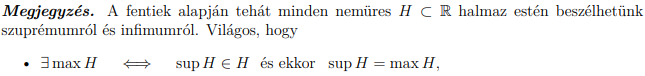 Megjegyzés. A fentiek alapján tehát minden nemüres H ⊂ ℝ halmaz estén beszélhetünk
szuprémumról és infimumról. Világos, hogy
• ∃ max H ⟺ sup H ∈ H és ekkor sup H = max H,